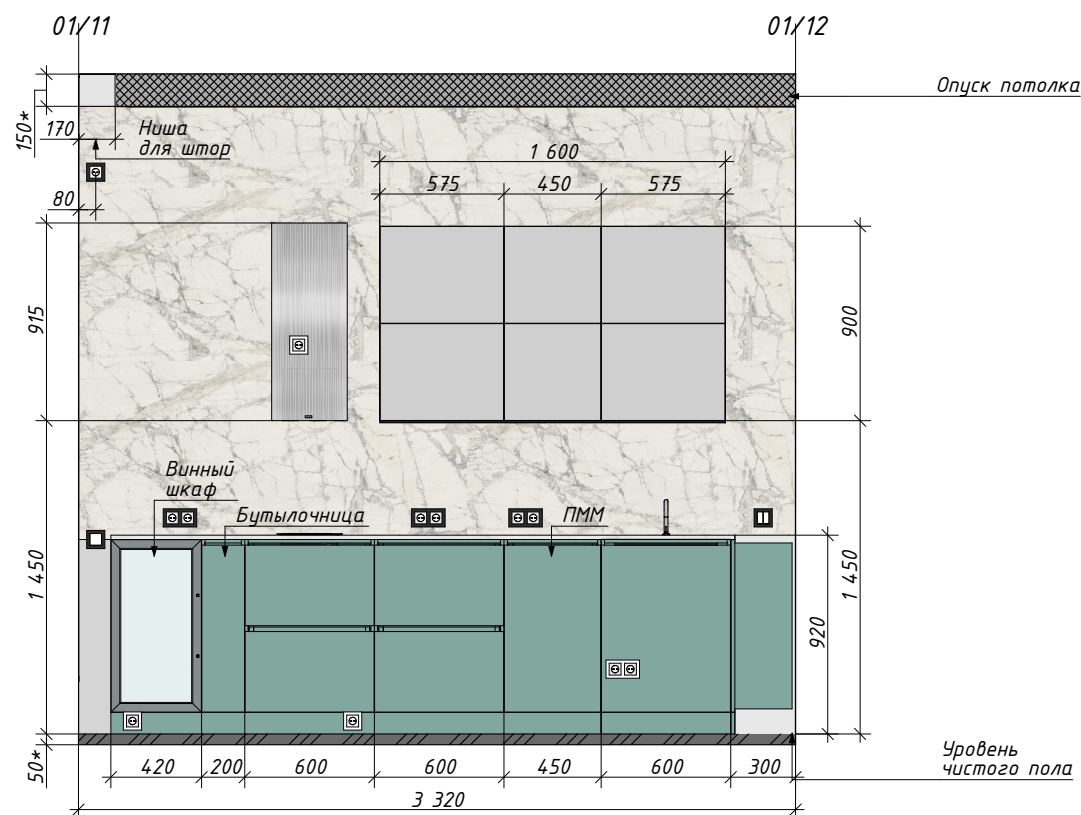 01/11
01/12
Опуск потолка
150*
170
Ниша
для штор
1 600
575
450
575
80
915
900
Винный
шкаф
Бутылочница
ПММ
1 450
920
1 450
50*
420
200
600
600
450
600
300
Уровень
чистого пола
3 320